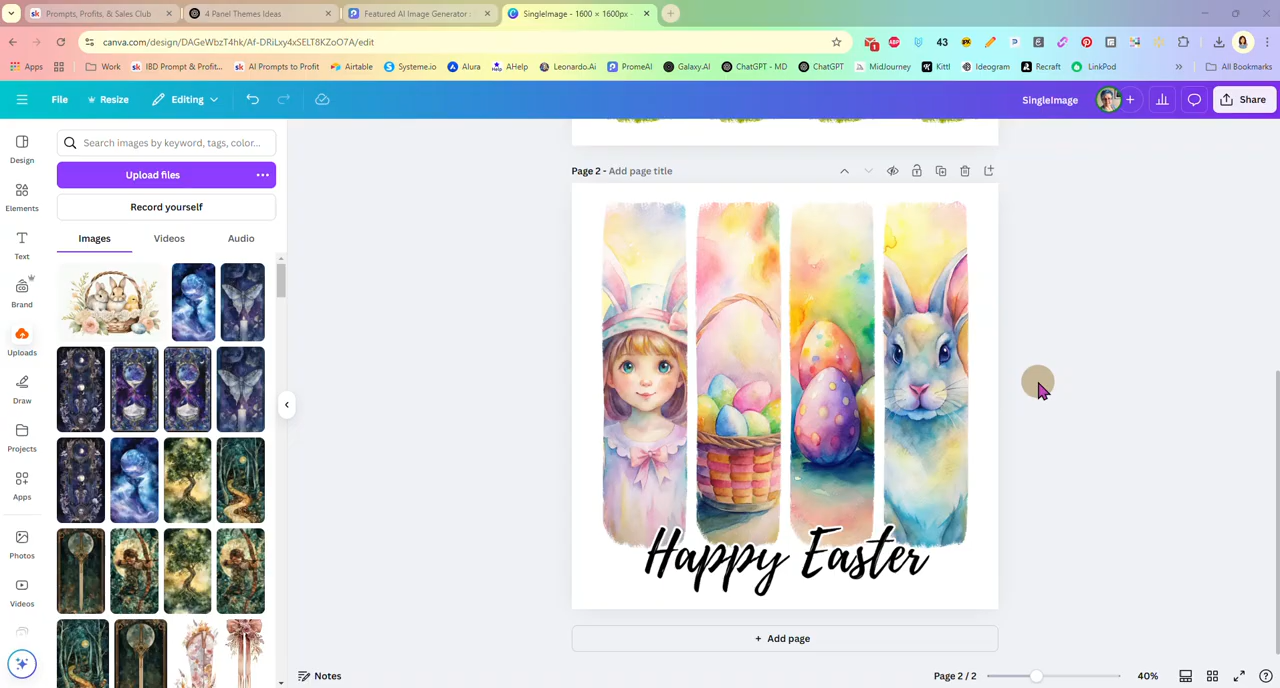 Prompts, Profits, & Sales Club
4 Panel Themes Ideas
Featured AI Image Generator
SingleImage - 1600 × 1600px -
canva.com/design/DAGeWbzT4hk/Af-DRiLxy4xSELT8KZoO7A/edit
1
ABP
43
Apps
Work
IBD Prompt & Profit...
AI Prompts to Profit
Airtable
Systeme.io
Alura
AHelp
Leonardo.Ai
PromeAI
Galaxy.AI
ChatGPT - MD
ChatGPT
MidJourney
Kittl
Ideogram
Recraft
LinkPod
»
All Bookmarks
File
Resize
Editing
SingleImage
Share
Design
Elements
Text
Brand
Uploads
Draw
Projects
Apps
Photos
Videos
Search images by keyword, tags, color...
Upload files
Record yourself
Images
Videos
Audio
Page 2 - Add page title
Happy Easter
+ Add page
Notes
Page 2 / 2
40%